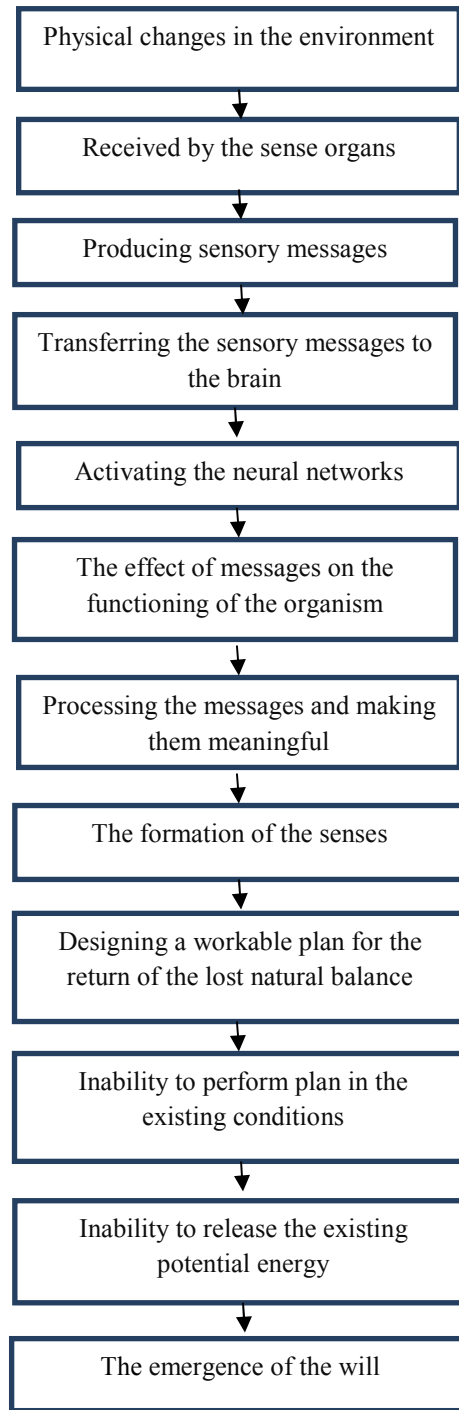 Physical changes in the environment
Received by the sense organs
Producing sensory messages
Transferring the sensory messages to
the brain
Activating the neural networks
The effect of messages on the
functioning of the organism
Processing the messages and making
them meaningful
The formation of the senses
Designing a workable plan for the
return of the lost natural balance
Inability to perform plan in the
existing conditions
Inability to release the existing
potential energy
The emergence of the will